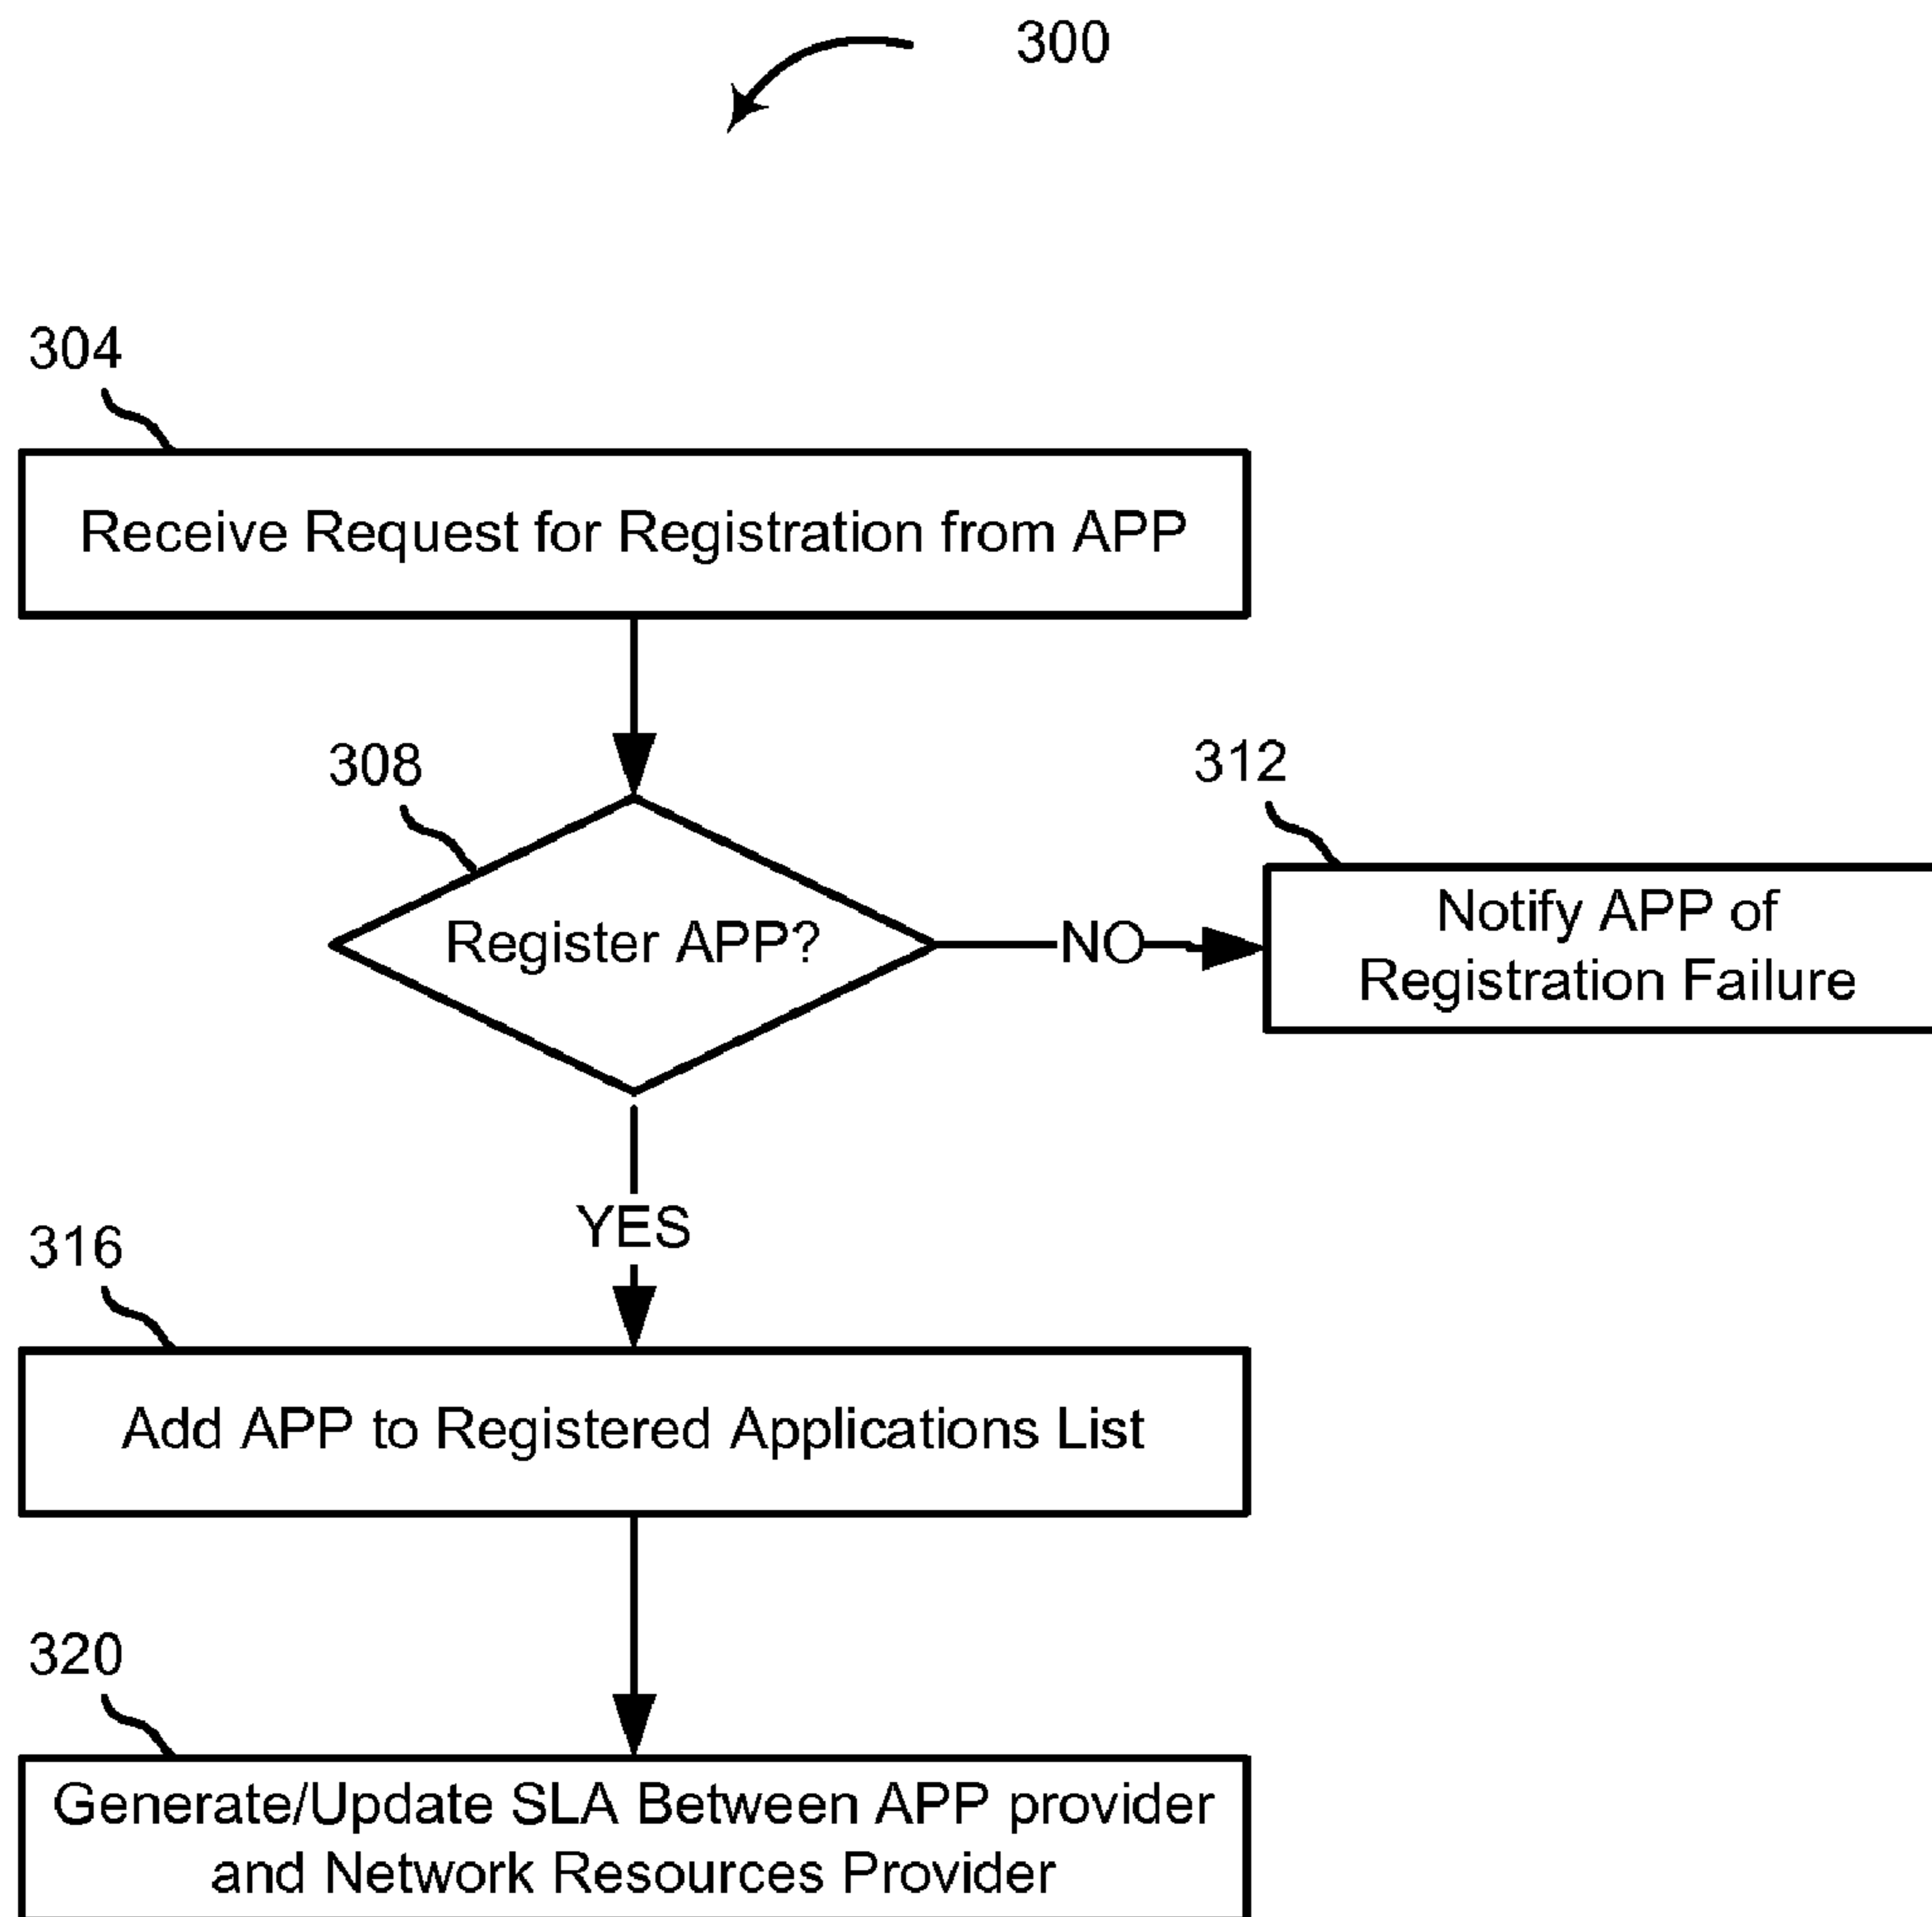 300
304
Receive Request for Registration from APP
308
Register APP?
NO
312
Notify APP of
Registration Failure
YES
316
Add APP to Registered Applications List
320
Generate/Update SLA Between APP provider
and Network Resources Provider